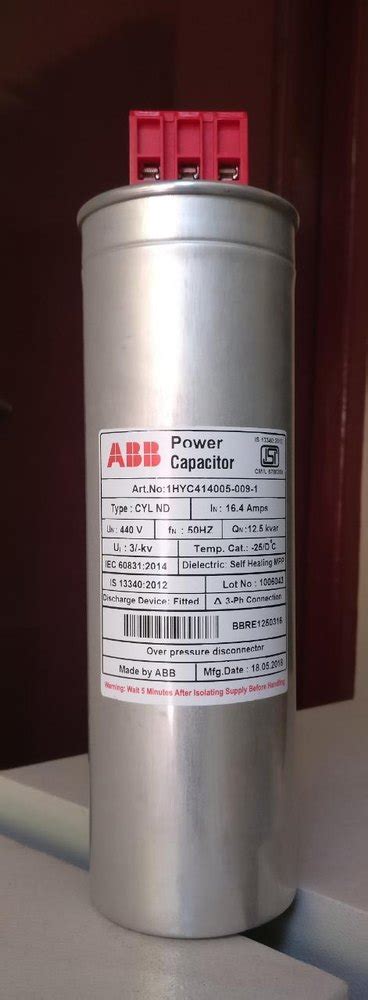 ABB Power Capacitor
IS 13340:2012
Art.No:1HYC414005-009-1
Type : CYL ND
IN : 16.4 Amps
UN : 440 V
fN : 50HZ
QN:12.5 kvar
Ui : 3/-kv
Temp. Cat.: -25/D°C
IEC 60831:2014
Dielectric: Self Healing MPP
IS 13340:2012
Lot No : 1006043
Discharge Device: Fitted
Δ 3-Ph Connection
BBRE1250316
Over pressure disconnector
Made by ABB
Mfg.Date : 18.05.2018
Warning: Wait 5 Minutes After Isolating Supply Before Handling